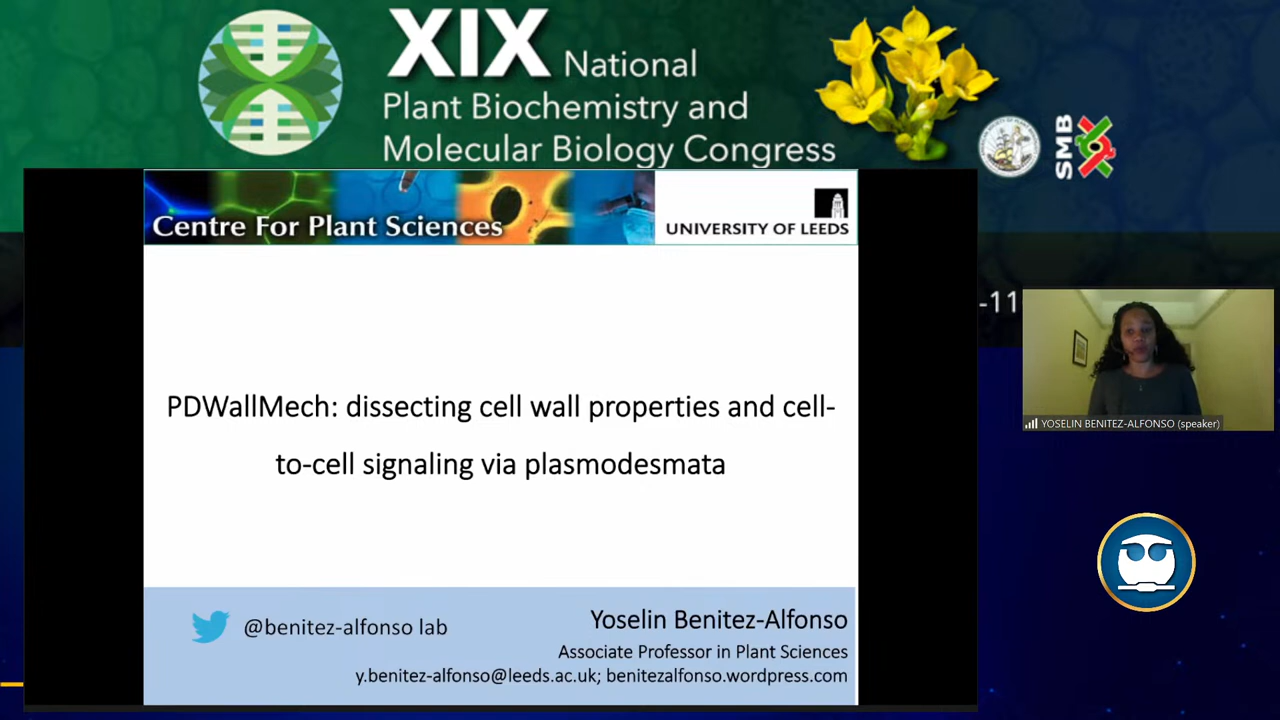 XIX National
Plant Biochemistry and
Molecular Biology Congress
SMB
Centre For Plant Sciences
UNIVERSITY OF LEEDS
-11
YOSELIN BENITEZ-ALFONSO (speaker)
PDWallMech: dissecting cell wall properties and cell-
to-cell signaling via plasmodesmata
@benitez-alfonso lab
Yoselin Benitez-Alfonso
Associate Professor in Plant Sciences
y.benitez-alfonso@leeds.ac.uk; benitezalfonso.wordpress.com